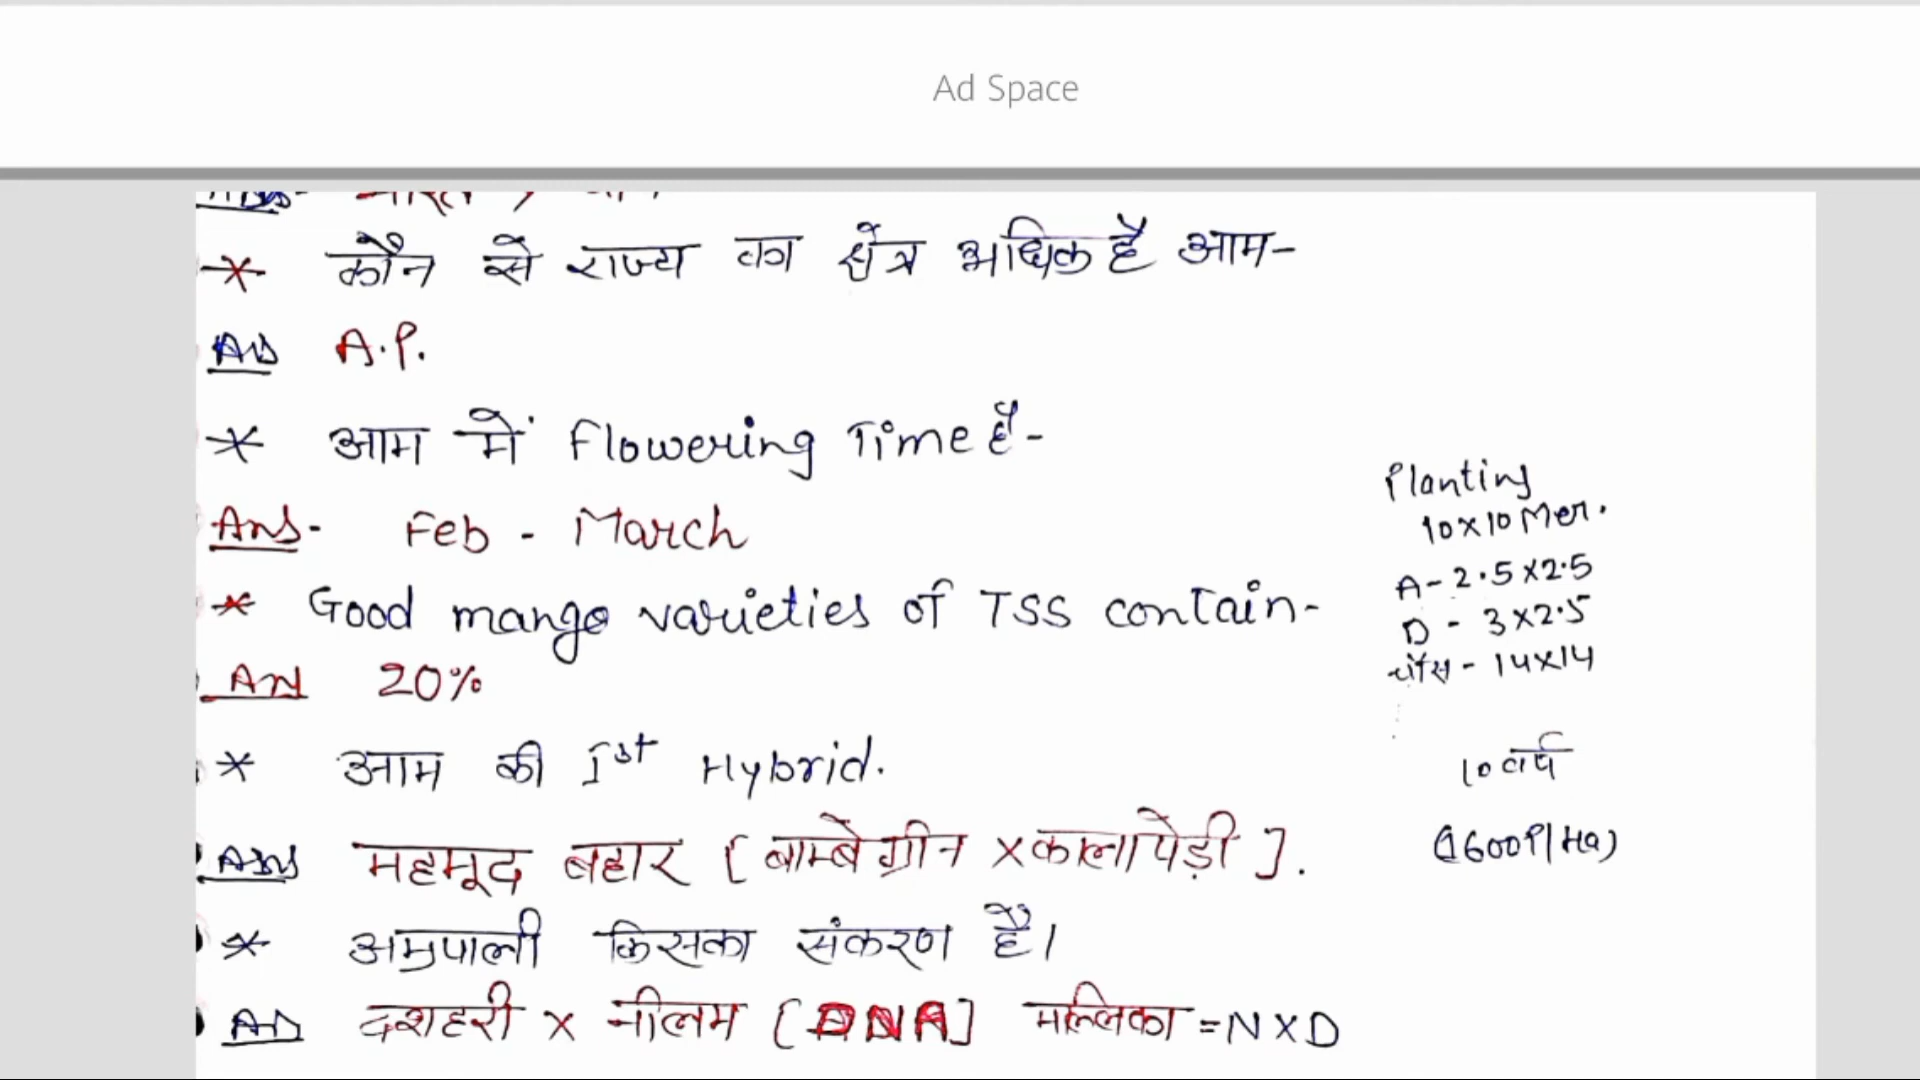 Ad Space
* कौन से राज्य का क्षेत्र अधिक है आम-
Ans A.P.
* आम में Flowering Time है-
Ans- Feb - March
* Good mango varieties of TSS contain-
Ans 20%
* आम की Ist Hybrid.
Ans महमूद बहार [बाम्बे ग्रीन x कालापेड़ी].
* अम्रपाली किसका संकरण है।
Ans दशहरी x नीलम [DNA] मल्लिका = N X D
Planting
10x10 Mer.
A - 2.5x2.5
D - 3x2.5
- 14x14
10 वर्ष
(1600P/Ha)